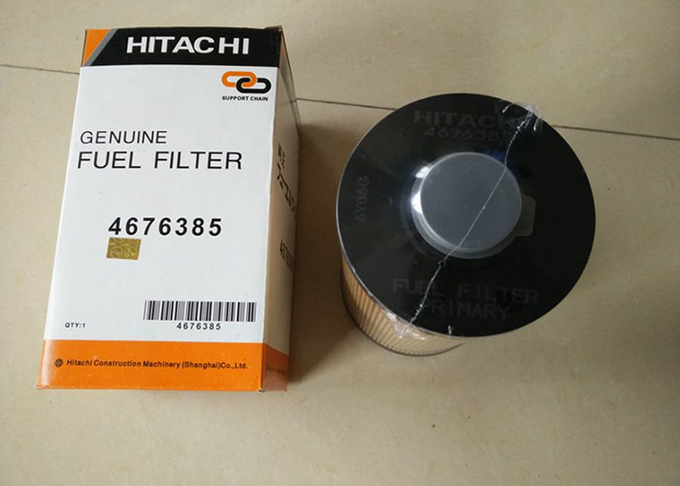 HITACHI
SUPPORT CHAIN
GENUINE
FUEL FILTER
4676385
QTY:1
4676385
Hitachi Construction Machinery (Shanghai)Co.,Ltd.
HITACHI
4676385
6Y05G
FUEL FILTER
PRIMARY